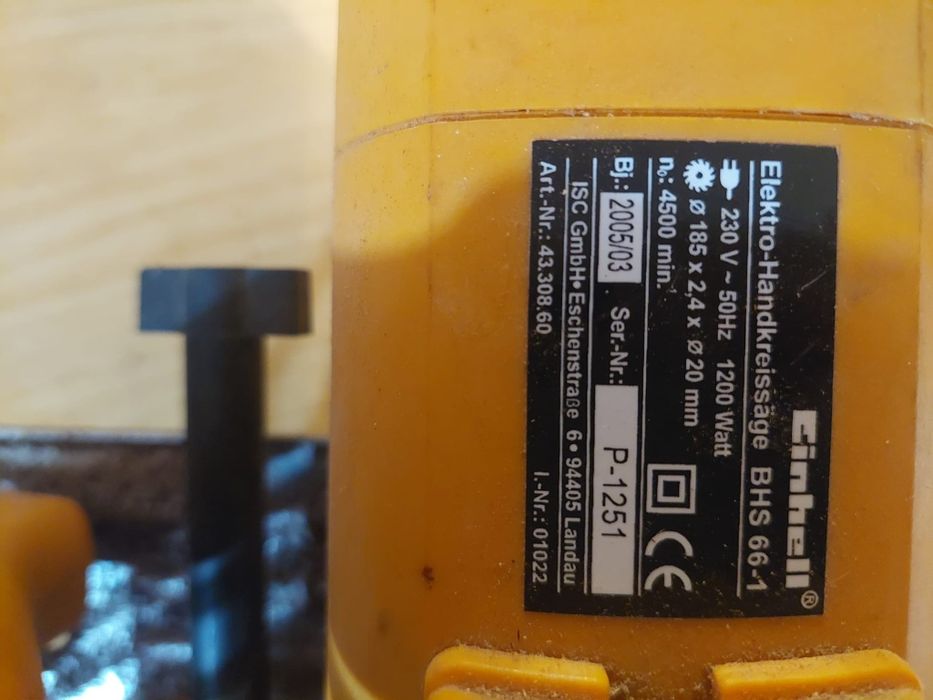 Einhell®
Elektro-Handkreissäge BHS 66-1
230 V ~ 50Hz 1200 Watt
ø 185 x 2,4 x ø 20 mm
n₀: 4500 min.
CE
Bj.: 2005/03 Ser.-Nr.: P-1251
ISC GmbH• Eschenstraße 6• 94405 Landau
Art.-Nr.: 43.308.60 I.-Nr.: 01022